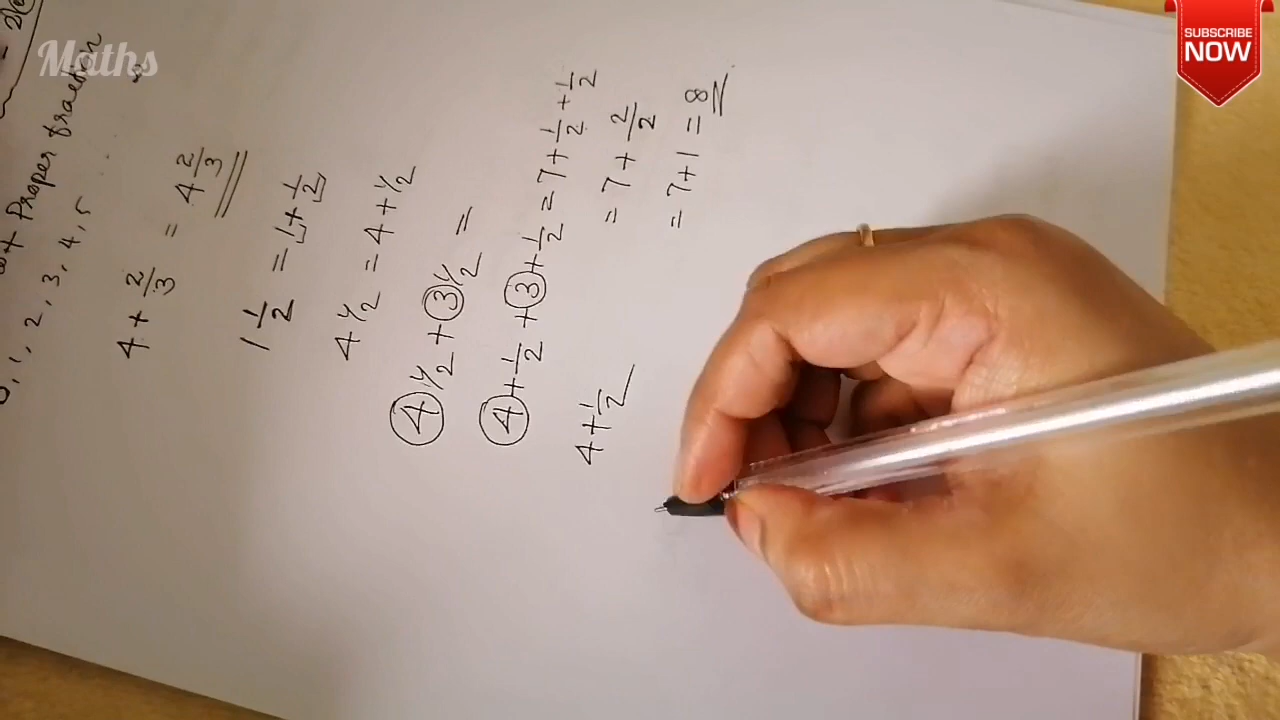 Maths
SUBSCRIBE
NOW
Proper fraction
1, 2, 3, 4, 5
4 + 2/3 = 4 2/3
1 1/2 = 1 + 1/2
4 1/2 = 4 + 1/2
4 1/2 + 3 1/2 =
4 + 1/2 + 3 + 1/2 = 7 + 1/2 + 1/2
= 7 + 2/2
= 7 + 1 = 8
4 + 1/2